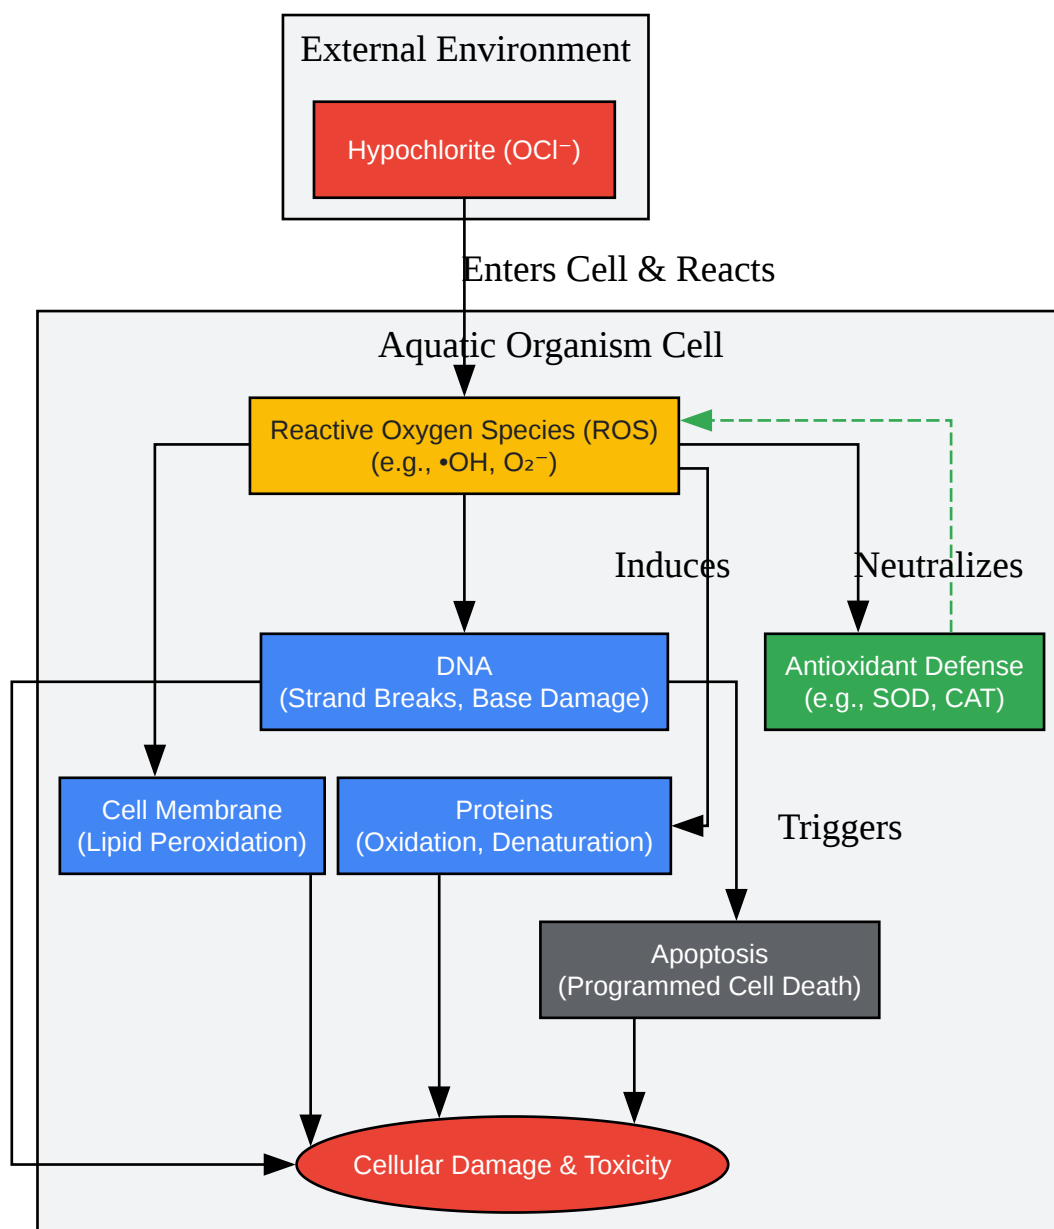 External Environment
Hypochlorite (OCl⁻)
Enters Cell & Reacts
Aquatic Organism Cell
Reactive Oxygen Species (ROS)
(e.g., •OH, O₂⁻)
Induces
Neutralizes
DNA
(Strand Breaks, Base Damage)
Antioxidant Defense
(e.g., SOD, CAT)
Cell Membrane
(Lipid Peroxidation)
Proteins
(Oxidation, Denaturation)
Triggers
Apoptosis
(Programmed Cell Death)
Cellular Damage & Toxicity